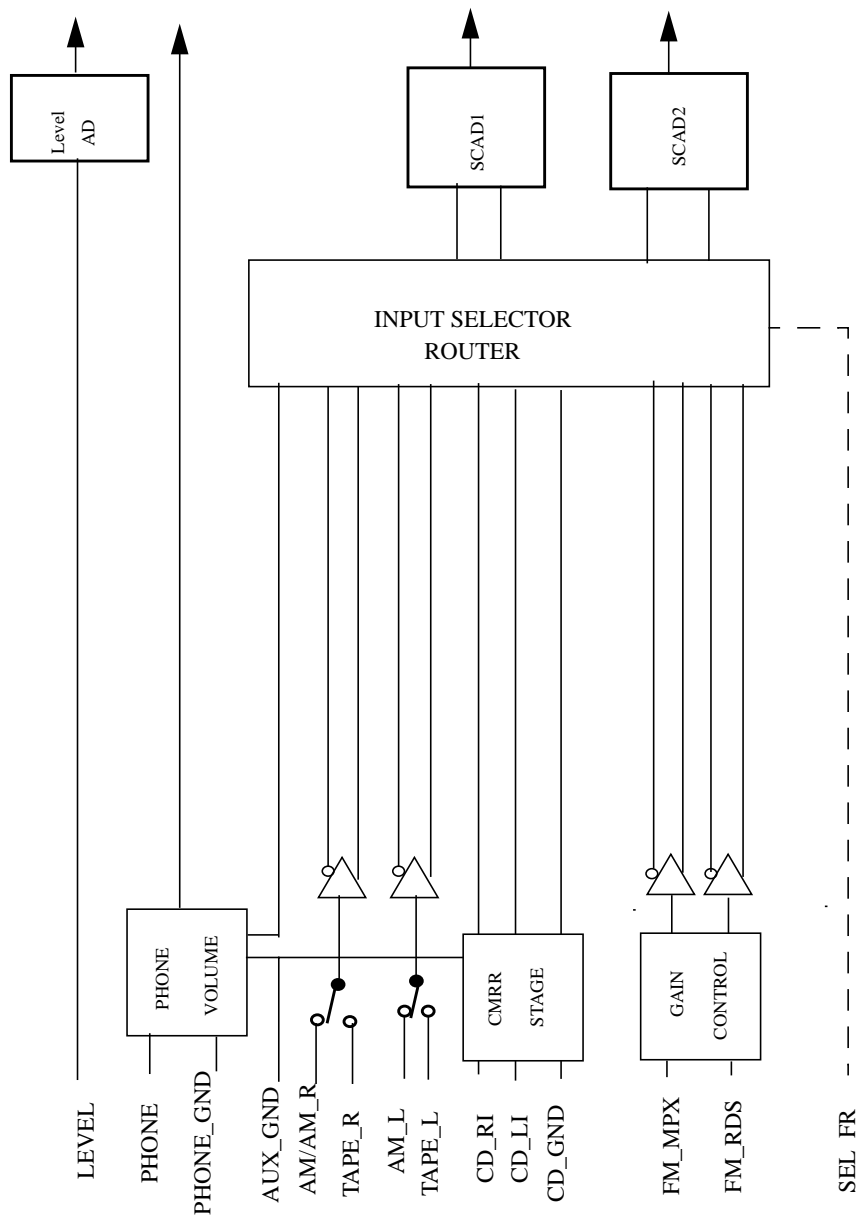 Level
AD
SCAD1
SCAD2
INPUT SELECTOR
ROUTER
PHONE
VOLUME
CMRR
STAGE
GAIN
CONTROL
LEVEL
PHONE
PHONE_GND
AUX_GND
AM/AM_R
TAPE_R
AM_L
TAPE_L
CD_RI
CD_LI
CD_GND
FM_MPX
FM_RDS
SEL_FR